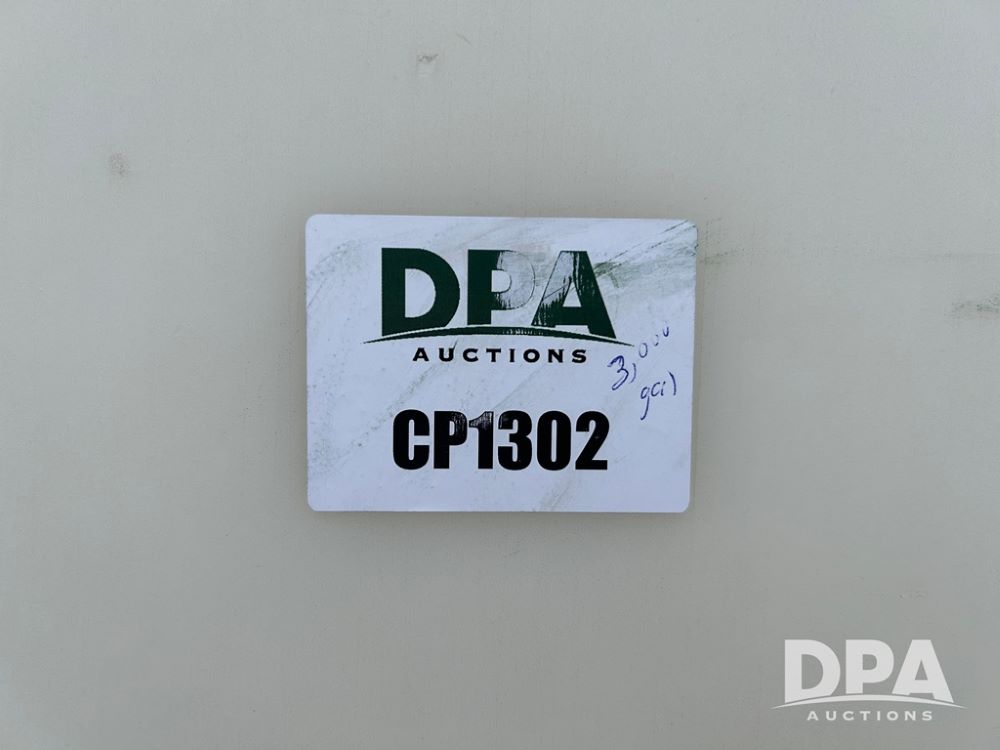 DPA
AUCTIONS
3,000
gal
CP1302
DPA
AUCTIONS